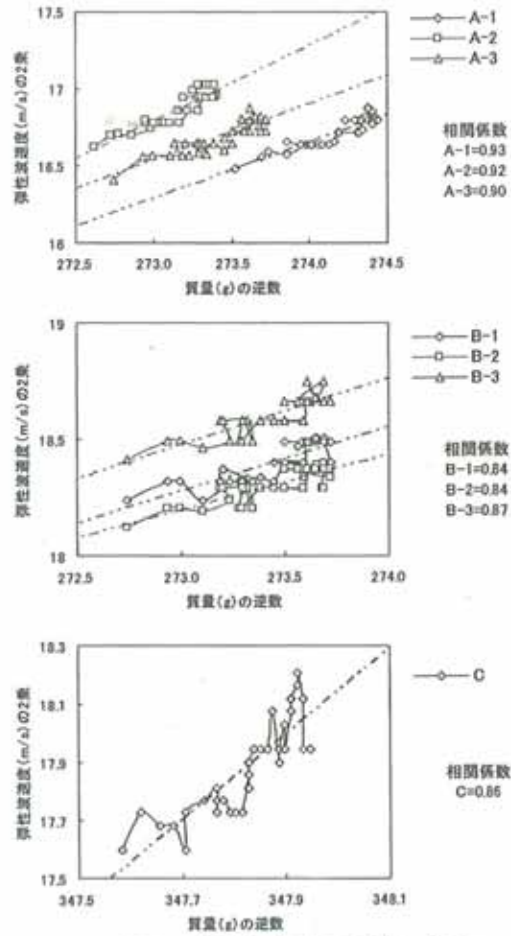 17.5
17
16.5
16
272.5 273.0 273.5 274.0 274.5
弾性波速度(m/s)の2乗
質量(g)の逆数
A-1
A-2
A-3
相関係数
A-1=0.93
A-2=0.92
A-3=0.90
19
18.5
18
272.5 273.0 273.5 274.0
弾性波速度(m/s)の2乗
質量(g)の逆数
B-1
B-2
B-3
相関係数
B-1=0.84
B-2=0.84
B-3=0.87
18.3
18.1
17.9
17.7
17.5
347.5 347.7 347.9 348.1
弾性波速度(m/s)の2乗
質量(g)の逆数
C
相関係数
C=0.86